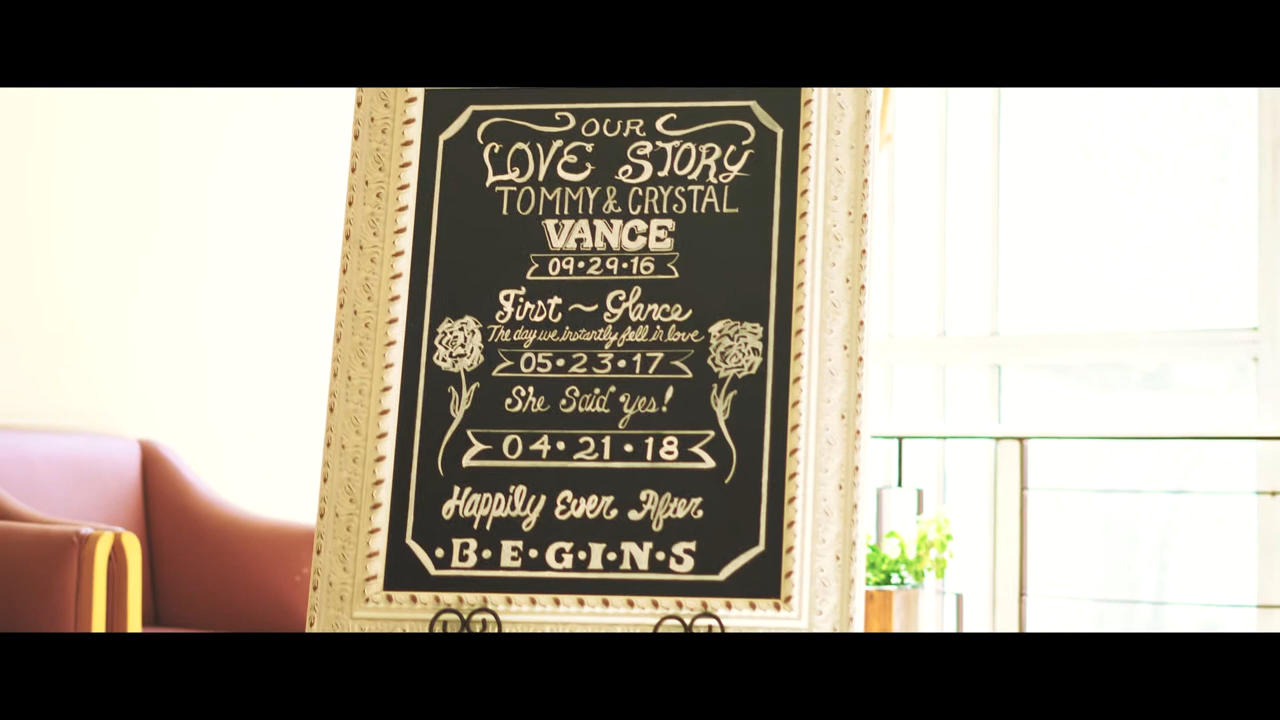 OUR
LOVE STORY
TOMMY & CRYSTAL
VANCE
09•29•16
First ~ Glance
The day we instantly fell in love
05•23•17
She Said yes!
04•21•18
Happily Ever After
•B•E•G•I•N•S